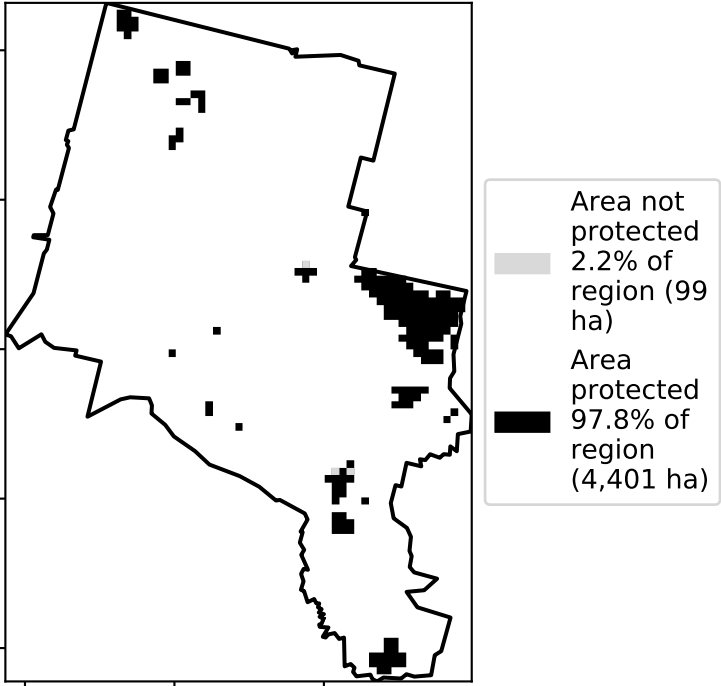 Area not
protected
2.2% of
region (99
ha)
Area
protected
97.8% of
region
(4,401 ha)